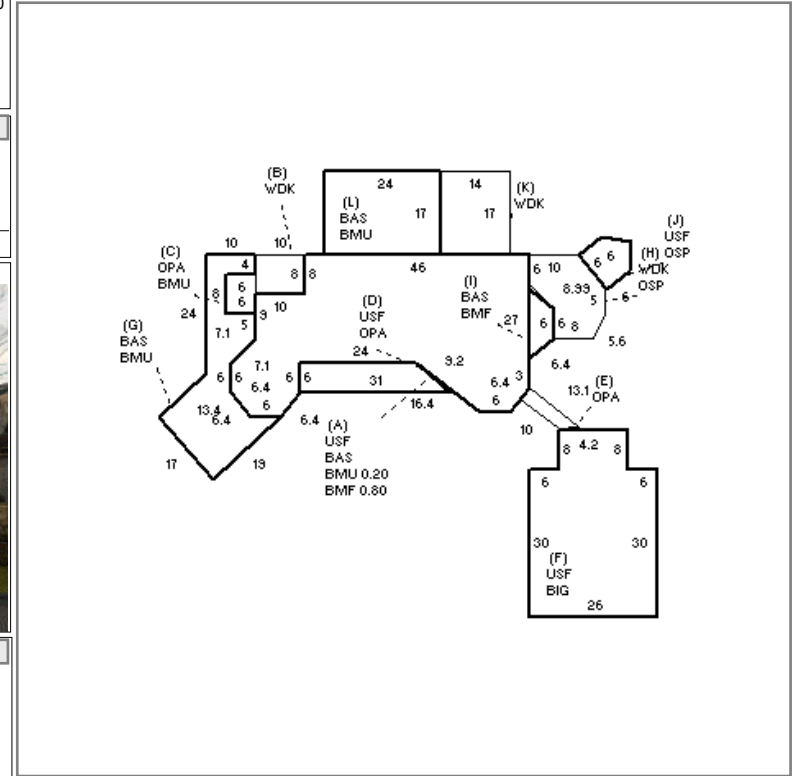 (B)
WDK
24
14
(K)
WDK
(L)
BAS
BMU
17
17
(J)
USF
OSP
10
10
(C)
OPA
BMU
4
8
8
46
6
10
6
6
(H)
WDK
OSP
8
6
6
9
10
(I)
BAS
BMF
8.99
5
6
24
(D)
USF
OPA
27
6
6
8
(G)
BAS
BMU
7.1
5
5.6
24
7.1
9.2
6.4
6
6
6.4
6
6
31
6.4
3
13.1
(E)
OPA
13.4
6.4
6
6.4
16.4
6
10
(A)
USF
BAS
BMU 0.20
BMF 0.80
17
19
8
4.2
8
6
6
30
30
(F)
USF
BIG
26